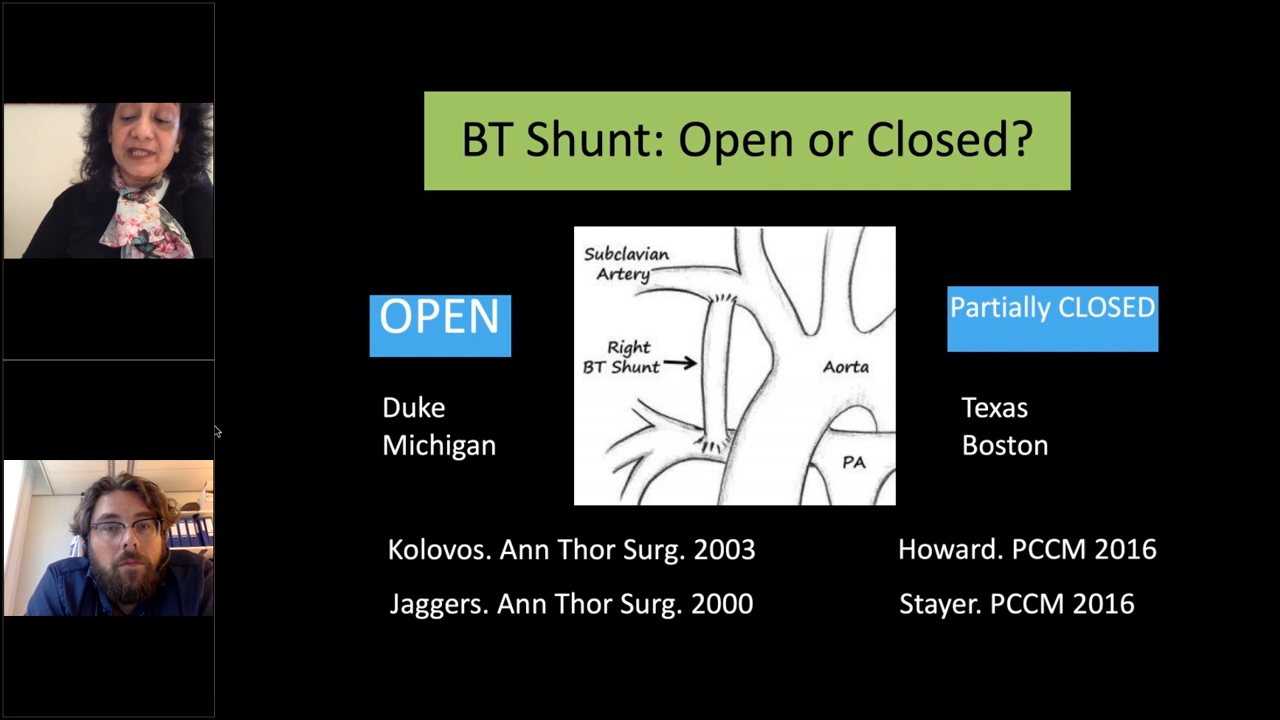 BT Shunt: Open or Closed?
Subclavian
Artery
OPEN
Partially CLOSED
Right
BT Shunt
Aorta
PA
Duke
Michigan
Texas
Boston
Kolovos. Ann Thor Surg. 2003
Howard. PCCM 2016
Jaggers. Ann Thor Surg. 2000
Stayer. PCCM 2016